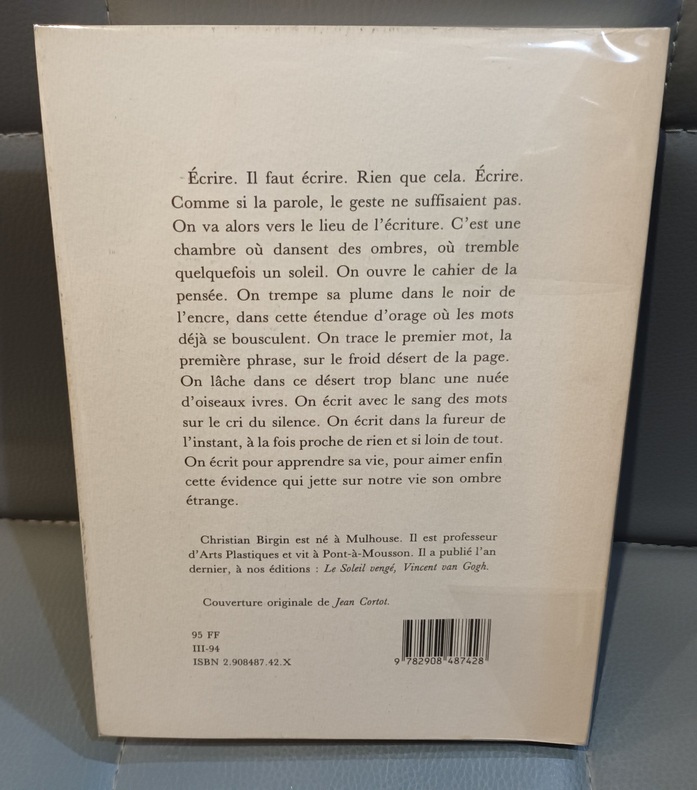 Écrire. Il faut écrire. Rien que cela. Écrire.
Comme si la parole, le geste ne suffisaient pas.
On va alors vers le lieu de l'écriture. C'est une
chambre où dansent des ombres, où tremble
quelquefois un soleil. On ouvre le cahier de la
pensée. On trempe sa plume dans le noir de
l'encre, dans cette étendue d'orage où les mots
déjà se bousculent. On trace le premier mot, la
première phrase, sur le froid désert de la page.
On lâche dans ce désert trop blanc une nuée
d'oiseaux ivres. On écrit avec le sang des mots
sur le cri du silence. On écrit dans la fureur de
l'instant, à la fois proche de rien et si loin de tout.
On écrit pour apprendre sa vie, pour aimer enfin
cette évidence qui jette sur notre vie son ombre
étrange.
Christian Birgin est né à Mulhouse. Il est professeur
d'Arts Plastiques et vit à Pont-à-Mousson. Il a publié l'an
dernier, à nos éditions : Le Soleil vengé, Vincent van Gogh.
Couverture originale de Jean Cortot.
95 FF
III-94
ISBN 2.908487.42.X
9 782908 487428